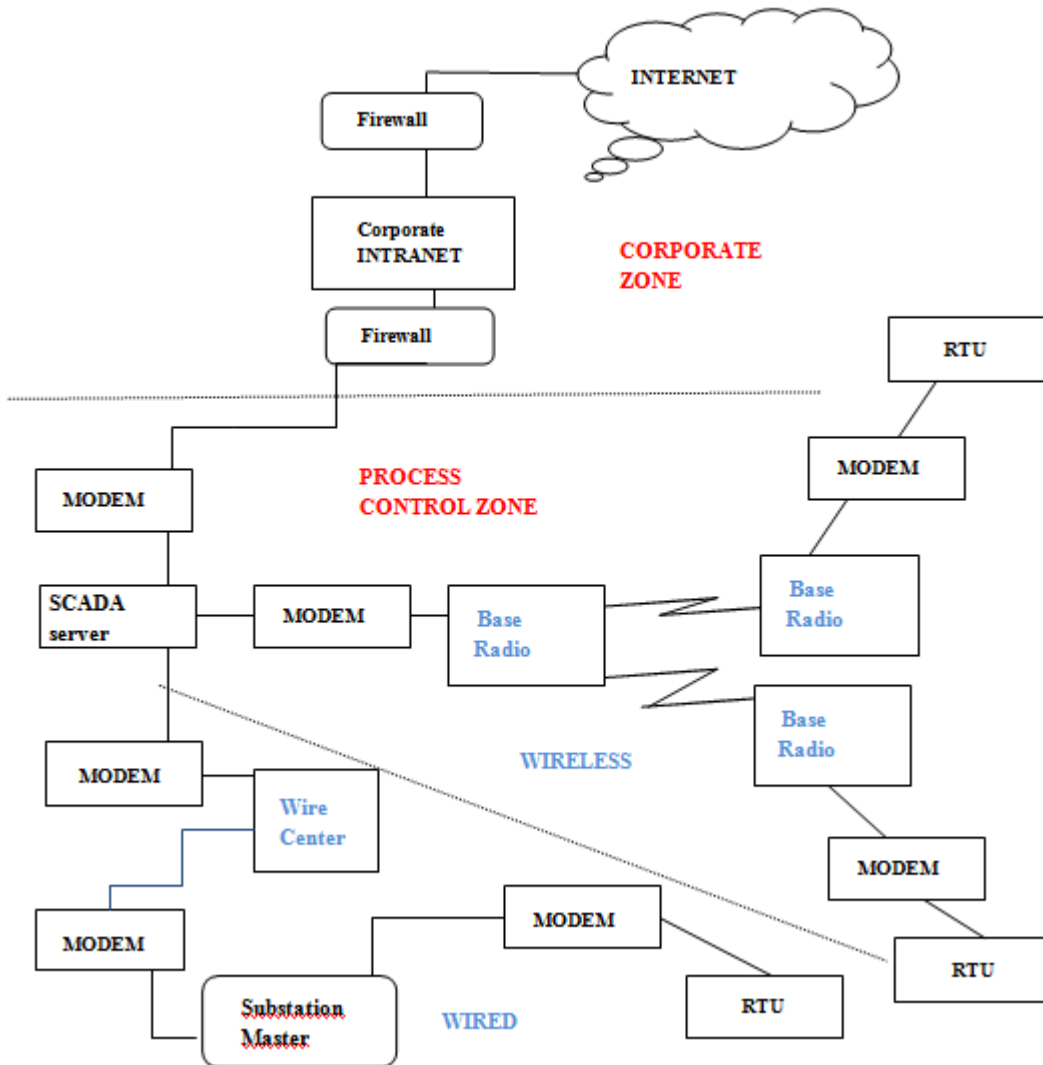 INTERNET
Firewall
Corporate
INTRANET
CORPORATE
ZONE
Firewall
RTU
MODEM
PROCESS
CONTROL ZONE
MODEM
SCADA
server
MODEM
Base
Radio
Base
Radio
Base
Radio
WIRELESS
MODEM
Wire
Center
MODEM
MODEM
MODEM
RTU
RTU
Substation
Master
WIRED